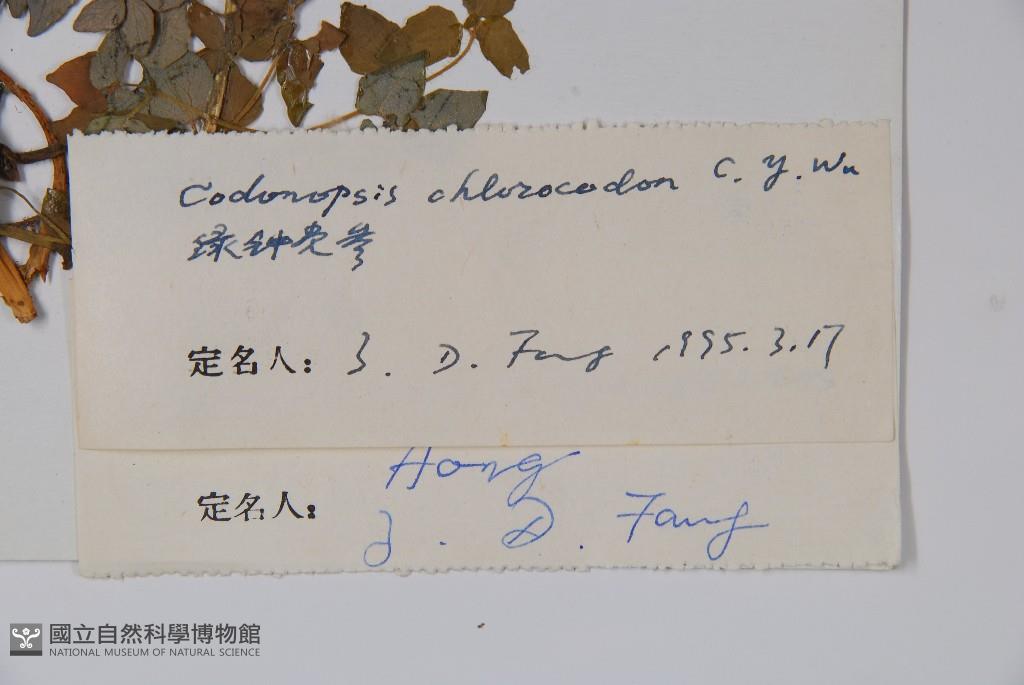 Codonopsis chlorocodon C. Y. Wu
绿钟党参
定名人: Z. D. Fang 1995.3.17
Hong
定名人: Z. D. Fang
國立自然科學博物館
NATIONAL MUSEUM OF NATURAL SCIENCE